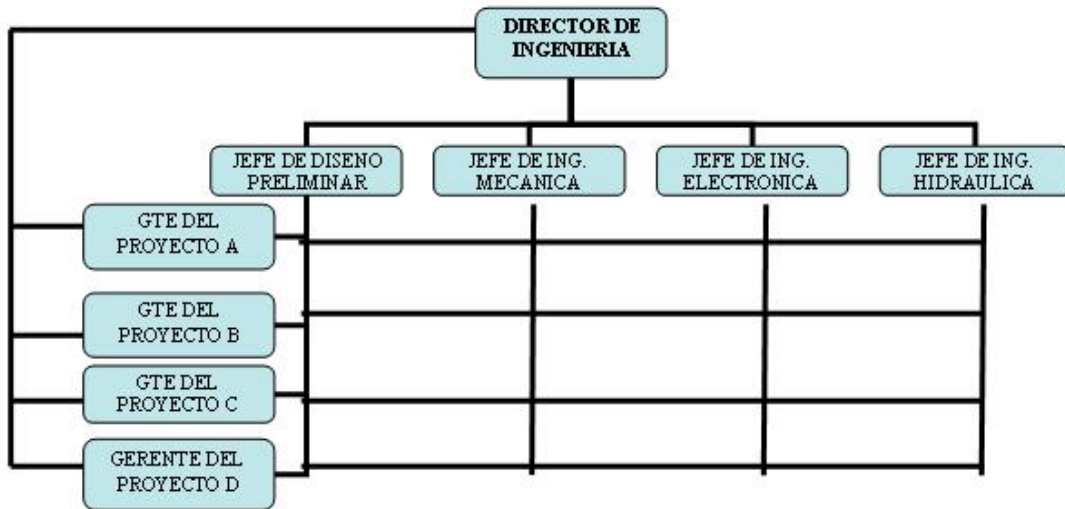 DIRECTOR DE
INGENIERIA
JEFE DE DISENO
PRELIMINAR
JEFE DE ING.
MECANICA
JEFE DE ING.
ELECTRONICA
JEFE DE ING.
HIDRAULICA
GTE DEL
PROYECTO A
GTE DEL
PROYECTO B
GTE DEL
PROYECTO C
GERENTE DEL
PROYECTO D